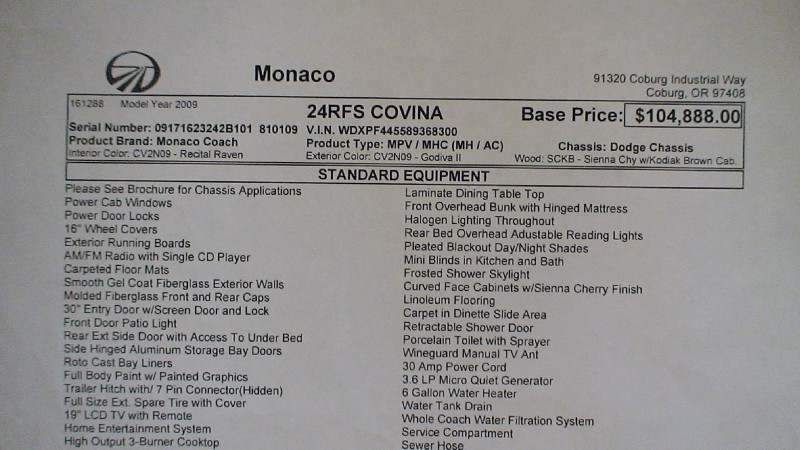 Monaco
91320 Coburg Industrial Way
Coburg, OR 97408
161288 Model Year 2009
24RFS COVINA
Base Price: $104,888.00
Serial Number: 09171623242B101 810109 V.I.N. WDXPF445589368300
Product Brand: Monaco Coach Product Type: MPV / MHC (MH / AC) Chassis: Dodge Chassis
Interior Color: CV2N09 - Recital Raven Exterior Color: CV2N09 - Godiva II Wood: SCKB - Sienna Chy w/Kodiak Brown Cab.
STANDARD EQUIPMENT
Please See Brochure for Chassis Applications
Power Cab Windows
Power Door Locks
16" Wheel Covers
Exterior Running Boards
AM/FM Radio with Single CD Player
Carpeted Floor Mats
Smooth Gel Coat Fiberglass Exterior Walls
Molded Fiberglass Front and Rear Caps
30" Entry Door w/Screen Door and Lock
Front Door Patio Light
Rear Ext Side Door with Access To Under Bed
Side Hinged Aluminum Storage Bay Doors
Roto Cast Bay Liners
Full Body Paint w/ Painted Graphics
Trailer Hitch with/ 7 Pin Connector(Hidden)
Full Size Ext. Spare Tire with Cover
19" LCD TV with Remote
Home Entertainment System
High Output 3-Burner Cooktop
Laminate Dining Table Top
Front Overhead Bunk with Hinged Mattress
Halogen Lighting Throughout
Rear Bed Overhead Adustable Reading Lights
Pleated Blackout Day/Night Shades
Mini Blinds in Kitchen and Bath
Frosted Shower Skylight
Curved Face Cabinets w/Sienna Cherry Finish
Linoleum Flooring
Carpet in Dinette Slide Area
Retractable Shower Door
Porcelain Toilet with Sprayer
Wineguard Manual TV Ant
30 Amp Power Cord
3.6 LP Micro Quiet Generator
6 Gallon Water Heater
Water Tank Drain
Whole Coach Water Filtration System
Service Compartment
Sewer Hose